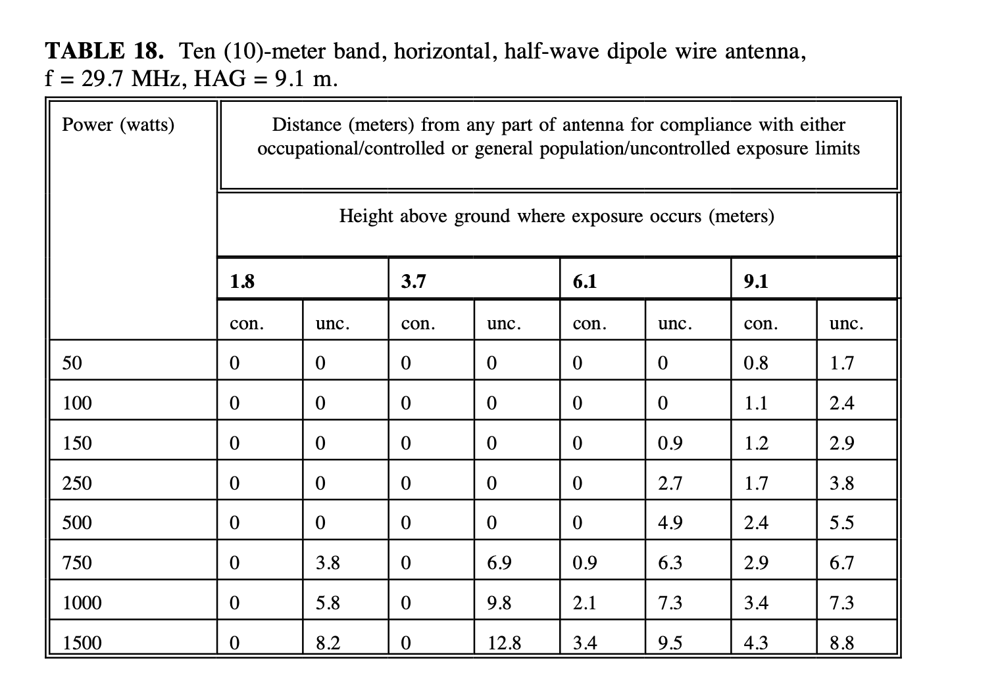 TABLE 18. Ten (10)-meter band, horizontal, half-wave dipole wire antenna,
f = 29.7 MHz, HAG = 9.1 m.
Power (watts)
Distance (meters) from any part of antenna for compliance with either
occupational/controlled or general population/uncontrolled exposure limits
Height above ground where exposure occurs (meters)
1.8 3.7 6.1 9.1
con. unc. con. unc. con. unc. con. unc.
50 0 0 0 0 0 0 0.8 1.7
100 0 0 0 0 0 0 1.1 2.4
150 0 0 0 0 0 0.9 1.2 2.9
250 0 0 0 0 0 2.7 1.7 3.8
500 0 0 0 0 0 4.9 2.4 5.5
750 0 3.8 0 6.9 0.9 6.3 2.9 6.7
1000 0 5.8 0 9.8 2.1 7.3 3.4 7.3
1500 0 8.2 0 12.8 3.4 9.5 4.3 8.8